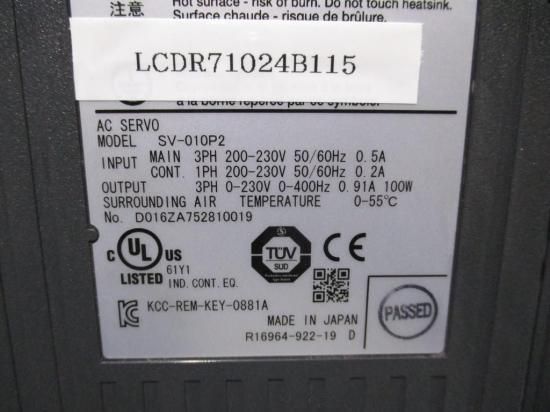 Hot surface - risk of burn. Do not touch heatsink.
注意 Surface chaude - risque de brûlure.
LCDR71024B115
à la borne repérée par ce symbole.
AC SERVO
MODEL SV-010P2
INPUT MAIN 3PH 200-230V 50/60Hz 0.5A
CONT. 1PH 200-230V 50/60Hz 0.2A
OUTPUT 3PH 0-230V 0-400Hz 0.91A 100W
SURROUNDING AIR TEMPERATURE 0-55℃
No. D016ZA752810019
C UL US
LISTED 61Y1
IND. CONT. EQ.
TÜV
SÜD
CE
KCC-REM-KEY-0881A
PASSED
MADE IN JAPAN
R16964-922-19 D